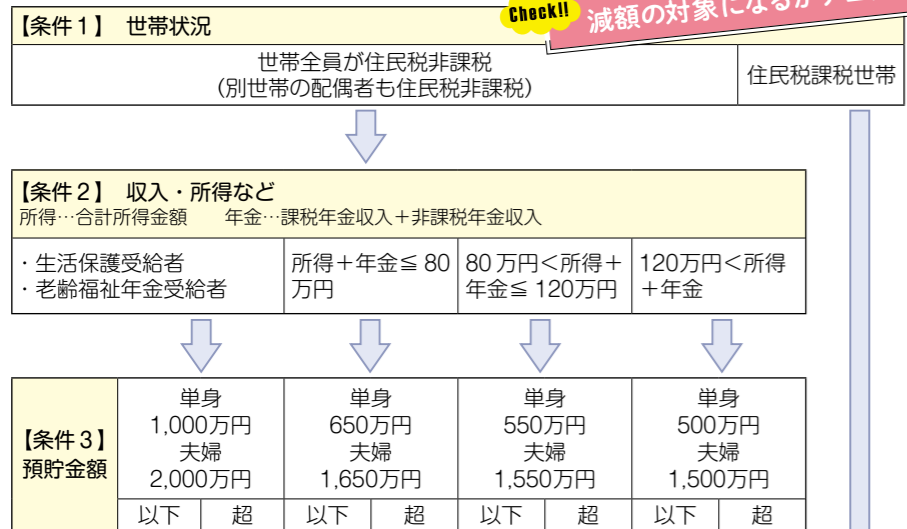 Check!!
減額の対象になるかチェ
【条件1】 世帯状況
世帯全員が住民税非課税
（別世帯の配偶者も住民税非課税）
住民税課税世帯
【条件2】 収入・所得など
所得…合計所得金額 年金…課税年金収入＋非課税年金収入
・生活保護受給者
・老齢福祉年金受給者
所得＋年金≦ 80
万円
80 万円＜所得＋
年金≦ 120万円
120万円＜所得
＋年金
【条件3】
預貯金額
単身
1,000万円
夫婦
2,000万円
以下 超
単身
650万円
夫婦
1,650万円
以下 超
単身
550万円
夫婦
1,550万円
以下 超
単身
500万円
夫婦
1,500万円
以下 超